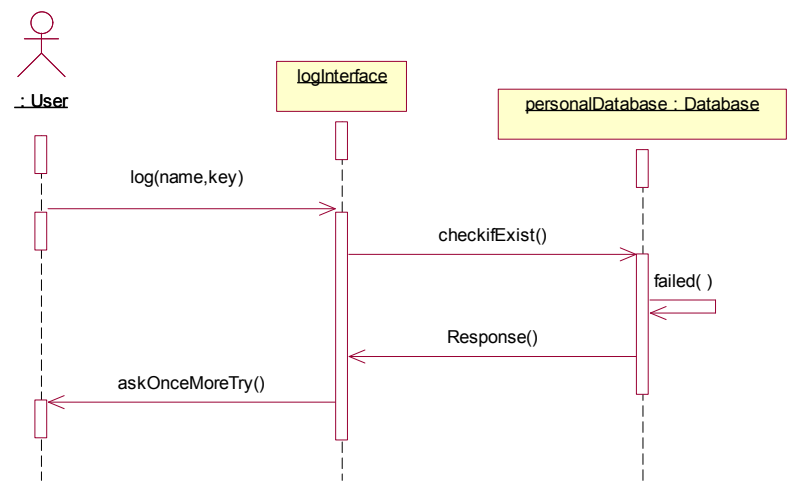 : User
logInterface
personalDatabase : Database
log(name,key)
checkifExist()
failed( )
Response()
askOnceMoreTry()